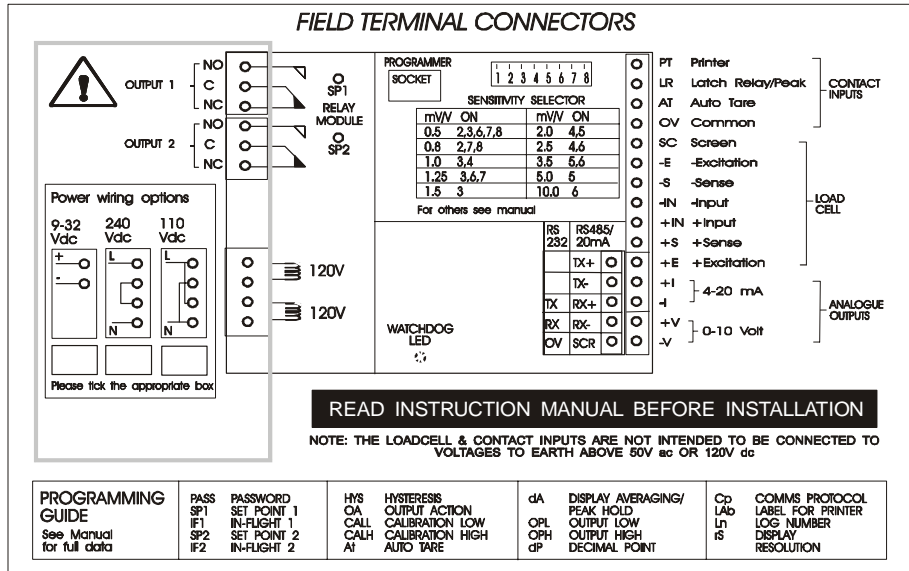 FIELD TERMINAL CONNECTORS
OUTPUT 1
NO
C
NC
OUTPUT 2
NO
C
NC
SP1
RELAY
MODULE
SP2
PROGRAMMER
SOCKET
1 2 3 4 5 6 7 8
SENSITIVITY SELECTOR
mV/V ON mV/V ON
0.5 2,3,6,7,8 2.0 4,5
0.8 2,7,8 2.5 4,6
1.0 3,4 3.5 5,6
1.25 3,6,7 5.0 5
1.5 3 10.0 6
For others see manual
PT Printer
LR Latch Relay/Peak
AT Auto Tare
OV Common
CONTACT
INPUTS
SC Screen
-E -Excitation
-S -Sense
-IN -Input
+IN +Input
+S +Sense
+E +Excitation
LOAD
CELL
+I
-I
4-20 mA
+V
-V
0-10 Volt
ANALOGUE
OUTPUTS
RS RS485/
232 20mA
TX+
TX-
TX RX+
RX RX-
OV SCR
Power wiring options
9-32 240 110
Vdc Vdc Vdc
+ L L
-
N N
Please tick the appropriate box
120V
120V
WATCHDOG
LED
READ INSTRUCTION MANUAL BEFORE INSTALLATION
NOTE: THE LOADCELL & CONTACT INPUTS ARE NOT INTENDED TO BE CONNECTED TO
VOLTAGES TO EARTH ABOVE 50V ac OR 120V dc
PROGRAMMING
GUIDE
See Manual
for full data
PASS PASSWORD
SP1 SET POINT 1
IF1 IN-FLIGHT 1
SP2 SET POINT 2
IF2 IN-FLIGHT 2
HYS HYSTERESIS
OA OUTPUT ACTION
CALL CALIBRATION LOW
CALH CALIBRATION HIGH
At AUTO TARE
dA DISPLAY AVERAGING/
PEAK HOLD
OPL OUTPUT LOW
OPH OUTPUT HIGH
dP DECIMAL POINT
Cp COMMS PROTOCOL
LAb LABEL FOR PRINTER
Ln LOG NUMBER
rS DISPLAY
RESOLUTION